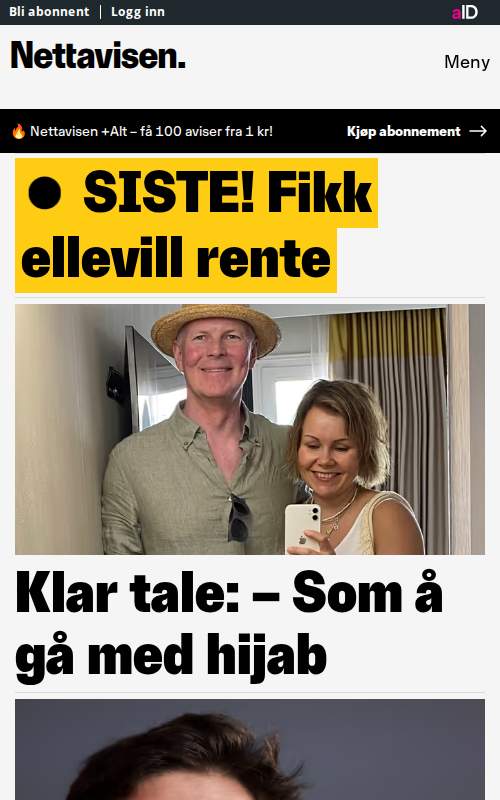 Bli abonnent | Logg inn
aID
Nettavisen.
Meny
🔥 Nettavisen +Alt – få 100 aviser fra 1 kr!
Kjøp abonnement →
● SISTE! Fikk
ellevill rente
Klar tale: – Som å
gå med hijab